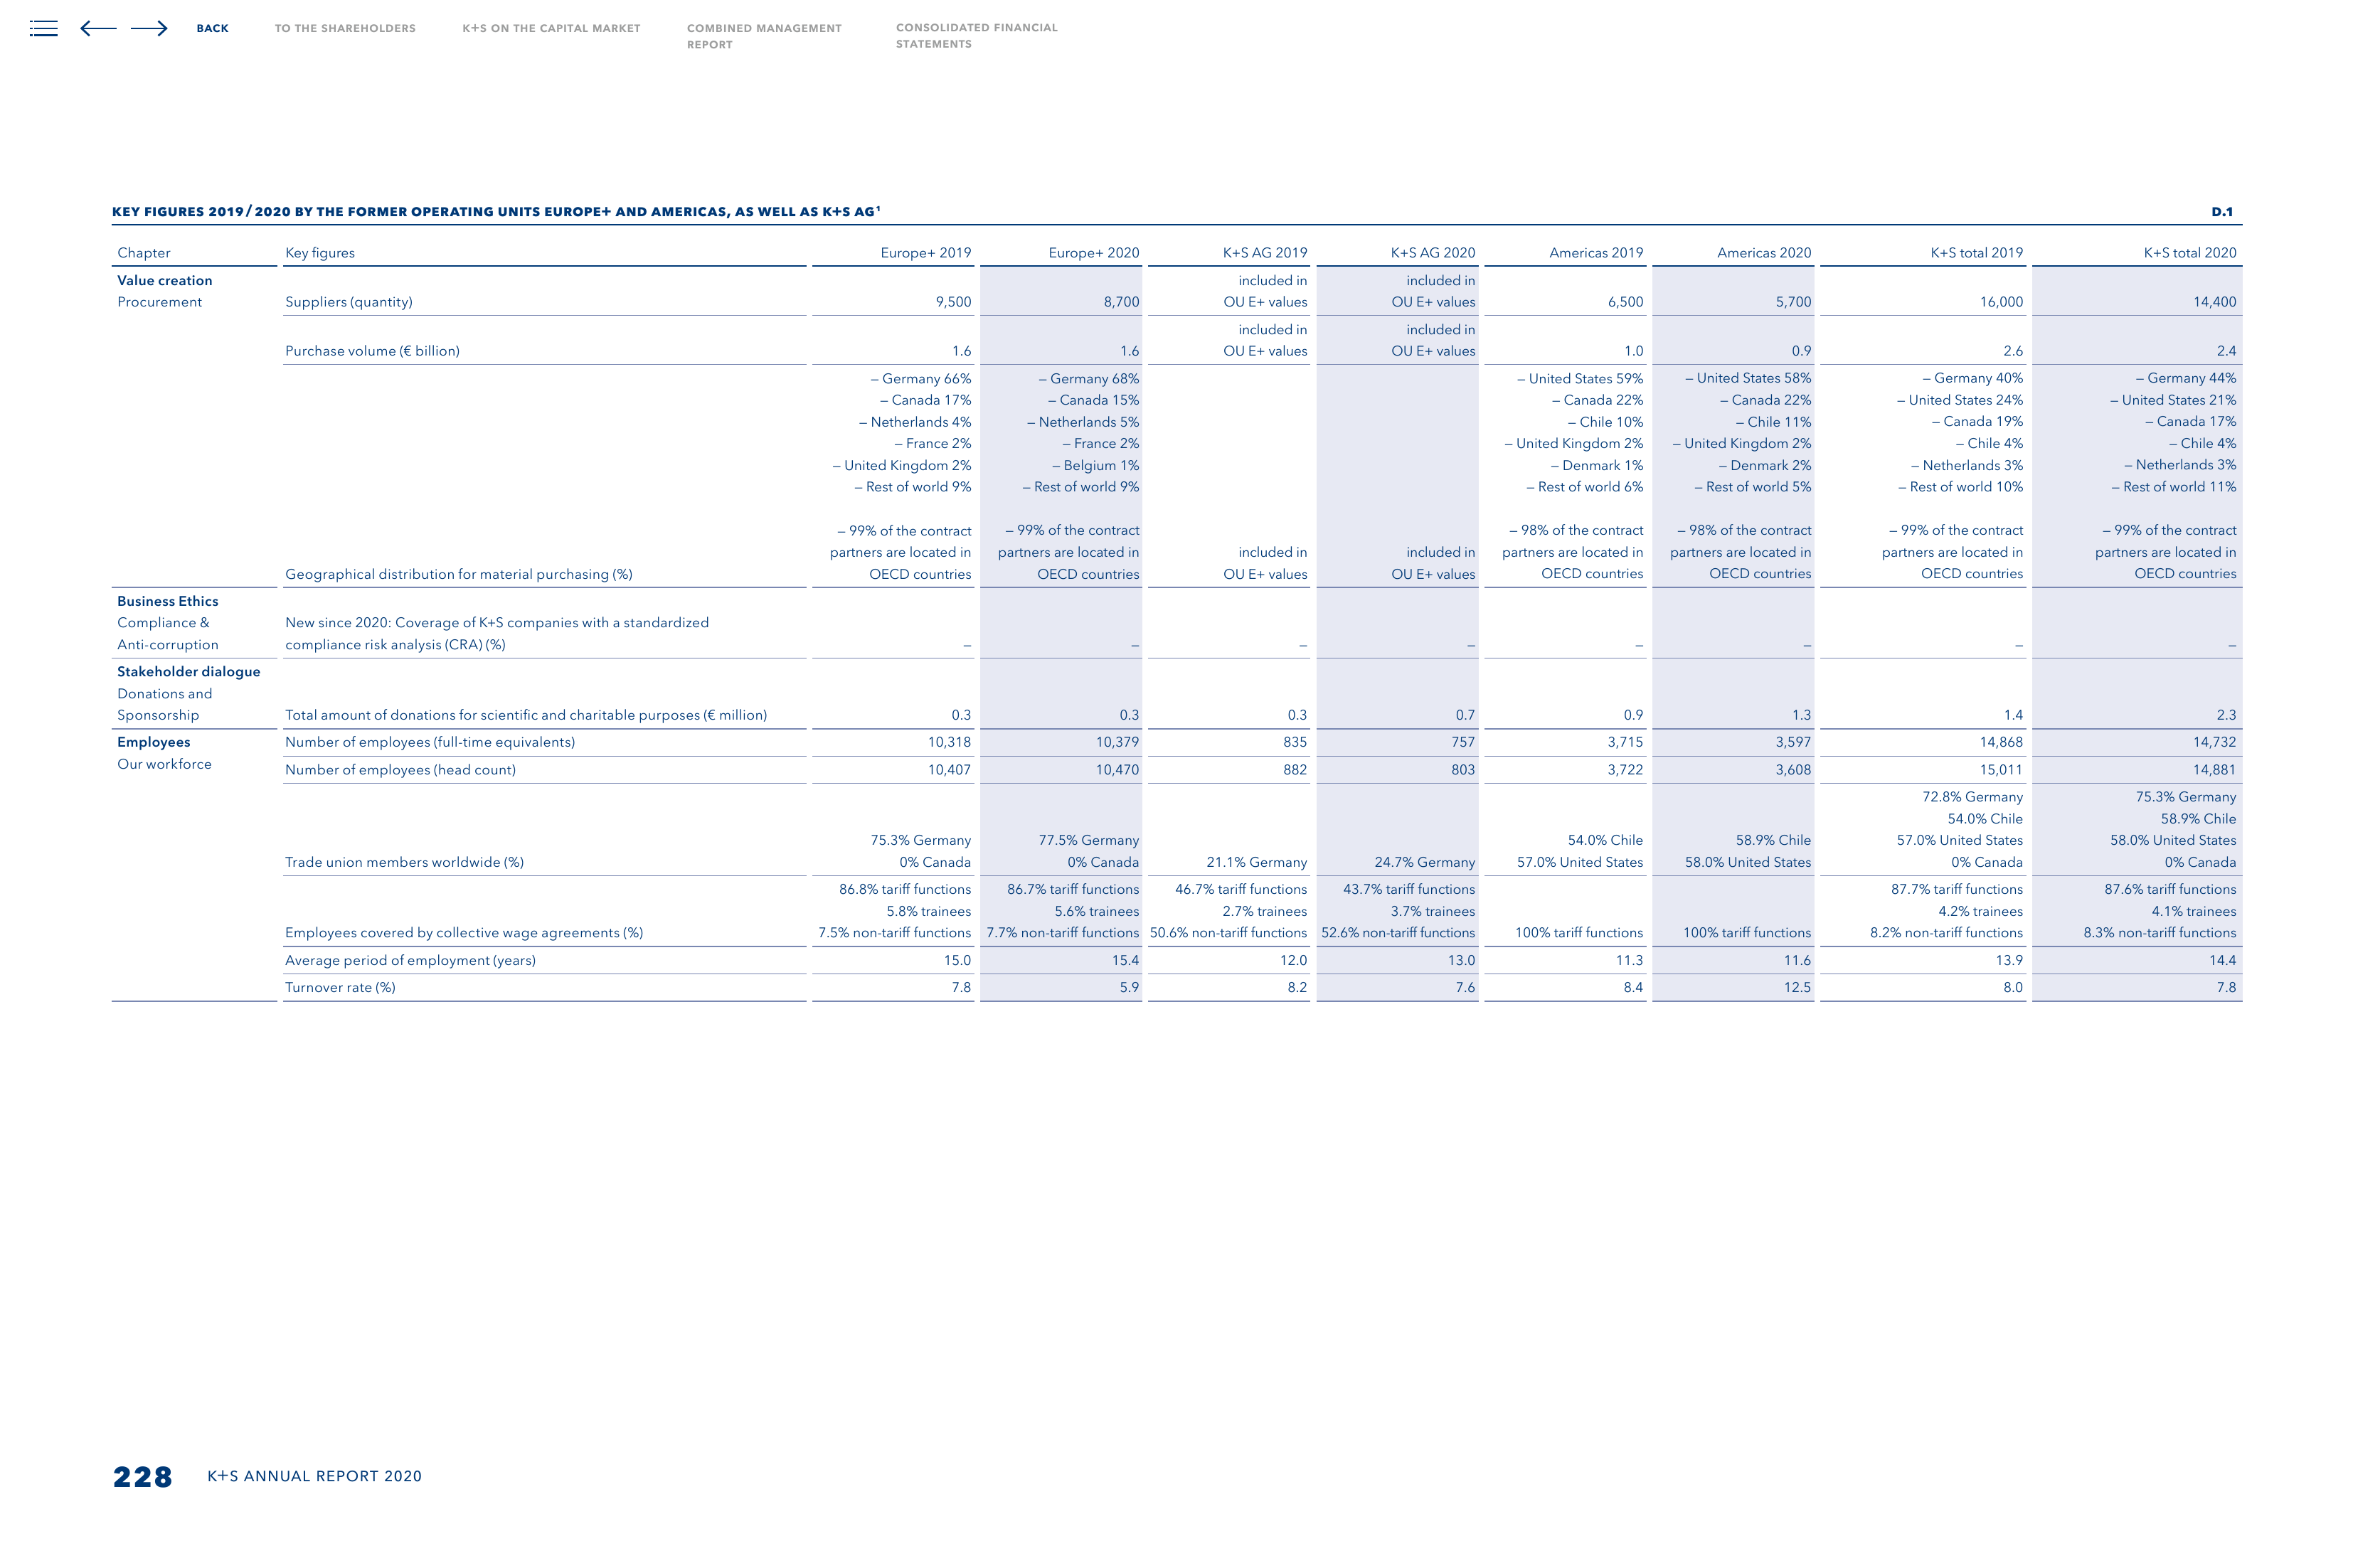 BACK
TO THE SHAREHOLDERS
K+S ON THE CAPITAL MARKET
COMBINED MANAGEMENT
REPORT
CONSOLIDATED FINANCIAL
STATEMENTS
KEY FIGURES 2019/2020 BY THE FORMER OPERATING UNITS EUROPE+ AND AMERICAS, AS WELL AS K+S AG¹ D.1
Chapter Key figures Europe+ 2019 Europe+ 2020 K+S AG 2019 K+S AG 2020 Americas 2019 Americas 2020 K+S total 2019 K+S total 2020
Value creation included in included in
Procurement Suppliers (quantity) 9,500 8,700 OU E+ values OU E+ values 6,500 5,700 16,000 14,400
included in included in
Purchase volume (€ billion) 1.6 1.6 OU E+ values OU E+ values 1.0 0.9 2.6 2.4
– Germany 66% – Germany 68% – United States 59% – United States 58% – Germany 40% – Germany 44%
– Canada 17% – Canada 15% – Canada 22% – Canada 22% – United States 24% – United States 21%
– Netherlands 4% – Netherlands 5% – Chile 10% – Chile 11% – Canada 19% – Canada 17%
– France 2% – France 2% – United Kingdom 2% – United Kingdom 2% – Chile 4% – Chile 4%
– United Kingdom 2% – Belgium 1% – Denmark 1% – Denmark 2% – Netherlands 3% – Netherlands 3%
– Rest of world 9% – Rest of world 9% – Rest of world 6% – Rest of world 5% – Rest of world 10% – Rest of world 11%
– 99% of the contract – 99% of the contract – 98% of the contract – 98% of the contract – 99% of the contract – 99% of the contract
partners are located in partners are located in included in included in partners are located in partners are located in partners are located in partners are located in
Geographical distribution for material purchasing (%) OECD countries OECD countries OU E+ values OU E+ values OECD countries OECD countries OECD countries OECD countries
Business Ethics
Compliance & New since 2020: Coverage of K+S companies with a standardized
Anti-corruption compliance risk analysis (CRA) (%) – – – – – – – –
Stakeholder dialogue
Donations and
Sponsorship Total amount of donations for scientific and charitable purposes (€ million) 0.3 0.3 0.3 0.7 0.9 1.3 1.4 2.3
Employees Number of employees (full-time equivalents) 10,318 10,379 835 757 3,715 3,597 14,868 14,732
Our workforce Number of employees (head count) 10,407 10,470 882 803 3,722 3,608 15,011 14,881
72.8% Germany 75.3% Germany
54.0% Chile 58.9% Chile
75.3% Germany 77.5% Germany 54.0% Chile 58.9% Chile 57.0% United States 58.0% United States
Trade union members worldwide (%) 0% Canada 0% Canada 21.1% Germany 24.7% Germany 57.0% United States 58.0% United States 0% Canada 0% Canada
86.8% tariff functions 86.7% tariff functions 46.7% tariff functions 43.7% tariff functions 87.7% tariff functions 87.6% tariff functions
5.8% trainees 5.6% trainees 2.7% trainees 3.7% trainees 4.2% trainees 4.1% trainees
Employees covered by collective wage agreements (%) 7.5% non-tariff functions 7.7% non-tariff functions 50.6% non-tariff functions 52.6% non-tariff functions 100% tariff functions 100% tariff functions 8.2% non-tariff functions 8.3% non-tariff functions
Average period of employment (years) 15.0 15.4 12.0 13.0 11.3 11.6 13.9 14.4
Turnover rate (%) 7.8 5.9 8.2 7.6 8.4 12.5 8.0 7.8
228 K+S ANNUAL REPORT 2020